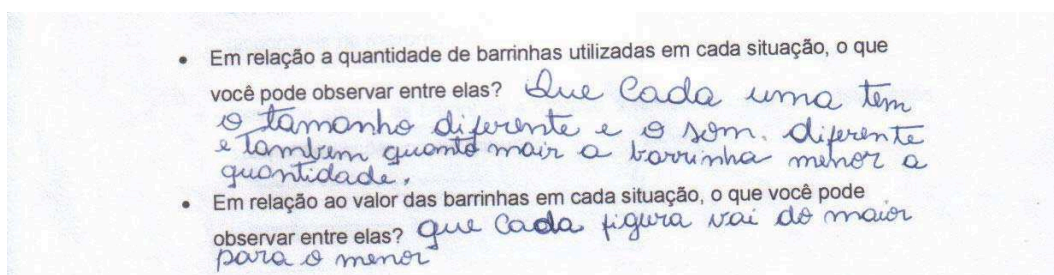 • Em relação a quantidade de barrinhas utilizadas em cada situação, o que
você pode observar entre elas? Que Cada uma tem
o tamanho diferente e o som. diferente
e tambem quanto mair a barrinha menor a
quantidade.
• Em relação ao valor das barrinhas em cada situação, o que você pode
observar entre elas? que Cada figura vai do maior
para o menor